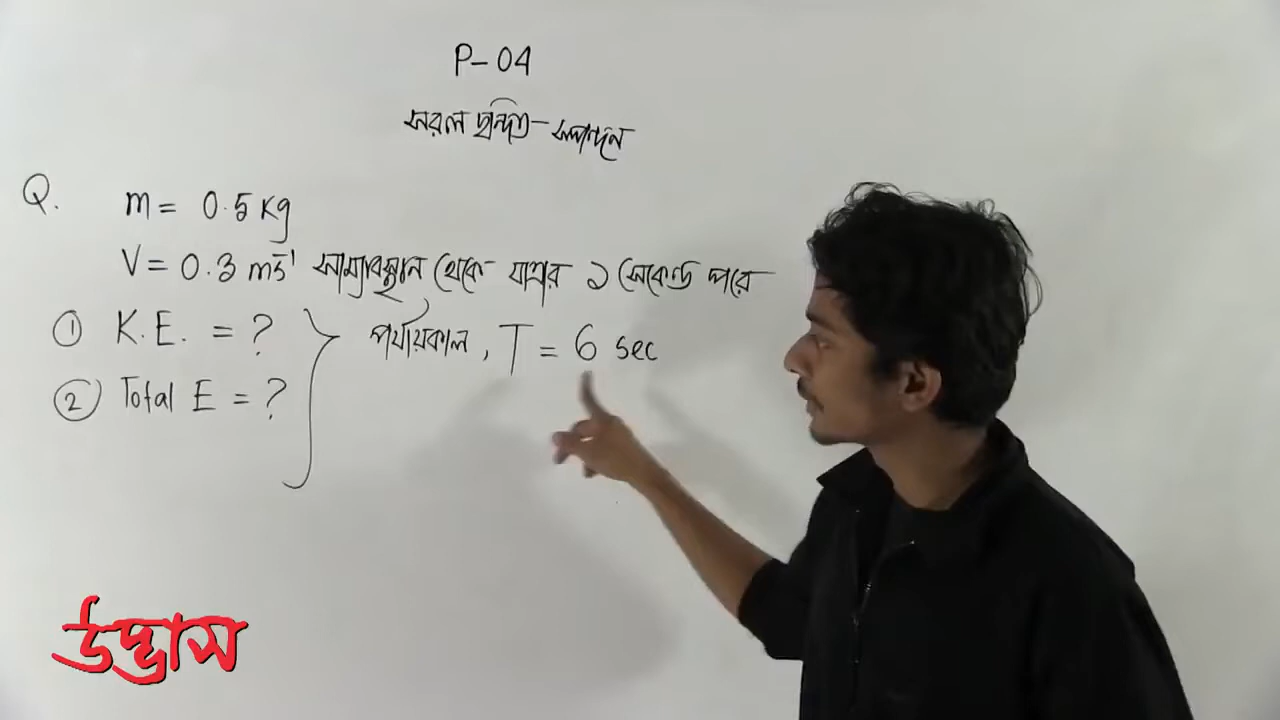 P-04
সরল ছন্দিত-স্পন্দন
Q. m = 0.5 kg
V = 0.3 ms⁻¹ সাম্যাবস্থান থেকে যাত্রার ১ সেকেন্ড পরে
① K.E. = ? পর্যায়কাল, T = 6 sec
② Total E = ?
উদ্ভাস